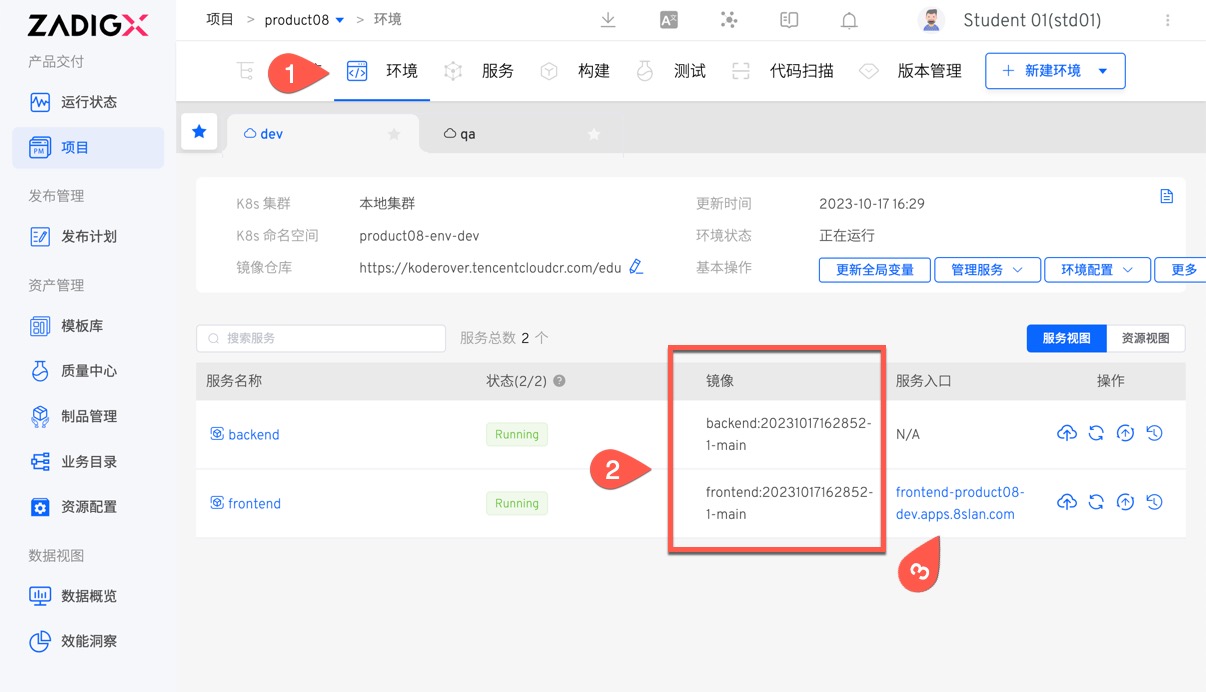 ZADIGX
项目 > product08 > 环境
Student 01(std01)
产品交付
运行状态
项目
发布管理
发布计划
资产管理
模板库
质量中心
制品管理
业务目录
资源配置
数据视图
数据概览
效能洞察
1
环境
服务
构建
测试
代码扫描
版本管理
+ 新建环境
dev
qa
K8s 集群 本地集群
更新时间 2023-10-17 16:29
K8s 命名空间 product08-env-dev
环境状态 正在运行
镜像仓库 https://koderover.tencentcloudcr.com/edu
基本操作 更新全局变量 管理服务 环境配置 更多
搜索服务
服务总数 2 个
服务视图 资源视图
服务名称 状态(2/2) ? 镜像 服务入口 操作
backend Running backend:20231017162852-
1-main
N/A
2
frontend Running frontend:20231017162852-
1-main
frontend-product08-
dev.apps.8slan.com
3